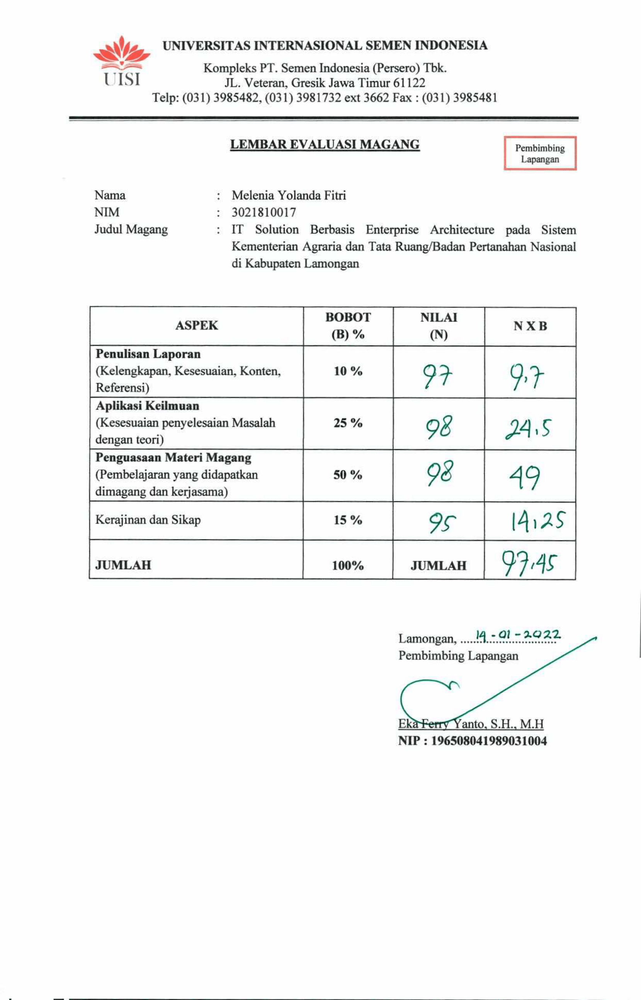 UNIVERSITAS INTERNASIONAL SEMEN INDONESIA
UISI
Kompleks PT. Semen Indonesia (Persero) Tbk.
JL. Veteran, Gresik Jawa Timur 61122
Telp: (031) 3985482, (031) 3981732 ext 3662 Fax : (031) 3985481
LEMBAR EVALUASI MAGANG
Pembimbing
Lapangan
Nama : Melenia Yolanda Fitri
NIM : 3021810017
Judul Magang : IT Solution Berbasis Enterprise Architecture pada Sistem
Kementerian Agraria dan Tata Ruang/Badan Pertanahan Nasional
di Kabupaten Lamongan
ASPEK BOBOT (B) % NILAI (N) N X B
Penulisan Laporan
(Kelengkapan, Kesesuaian, Konten, 10 % 97 9,7
Referensi)
Aplikasi Keilmuan
(Kesesuaian penyelesaian Masalah 25 % 98 24,5
dengan teori)
Penguasaan Materi Magang
(Pembelajaran yang didapatkan 50 % 98 49
dimagang dan kerjasama)
Kerajinan dan Sikap 15 % 95 14,25
JUMLAH 100% JUMLAH 97,45
Lamongan, 14 - 01 - 2022
Pembimbing Lapangan
Eka Ferry Yanto, S.H., M.H
NIP : 196508041989031004